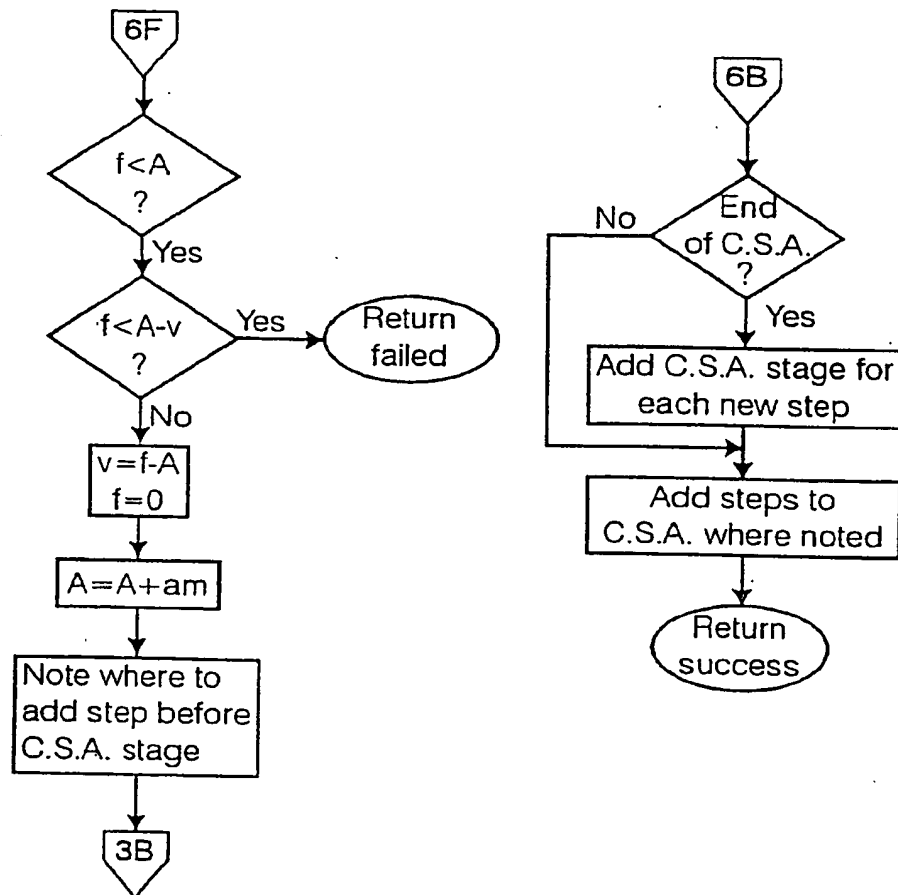 6F
f<A
?
Yes
f<A-v
?
Yes
Return
failed
No
v=f-A
f=0
A=A+am
Note where to
add step before
C.S.A. stage
3B
6B
End
of C.S.A.
?
No
Yes
Add C.S.A. stage for
each new step
Add steps to
C.S.A. where noted
Return
success